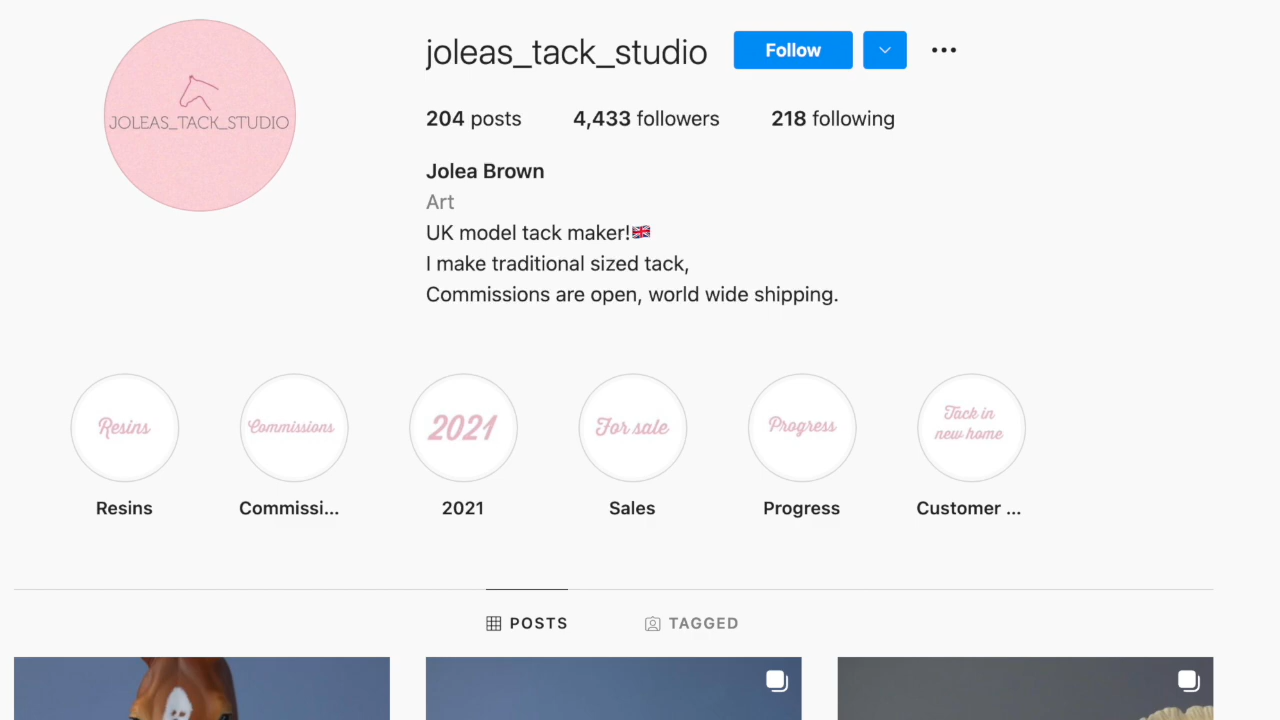 JOLEAS_TACK_STUDIO
joleas_tack_studio Follow
204 posts 4,433 followers 218 following
Jolea Brown
Art
UK model tack maker!🇬🇧
I make traditional sized tack,
Commissions are open, world wide shipping.
Resins Commissions 2021 For sale Progress Tack in
new home
Resins Commissi... 2021 Sales Progress Customer ...
POSTS TAGGED